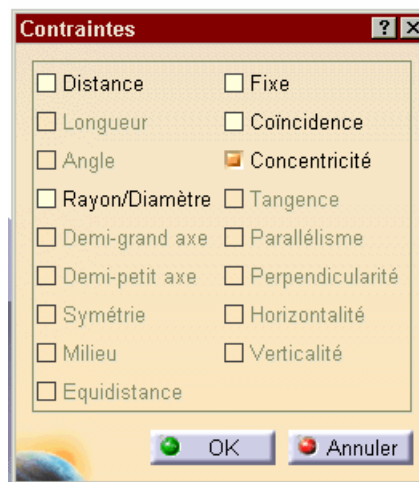 Contraintes
Distance
Fixe
Longueur
Coïncidence
Angle
Concentricité
Rayon/Diamètre
Tangence
Demi-grand axe
Parallélisme
Demi-petit axe
Perpendicularité
Symétrie
Horizontalité
Milieu
Verticalité
Equidistance
OK
Annuler